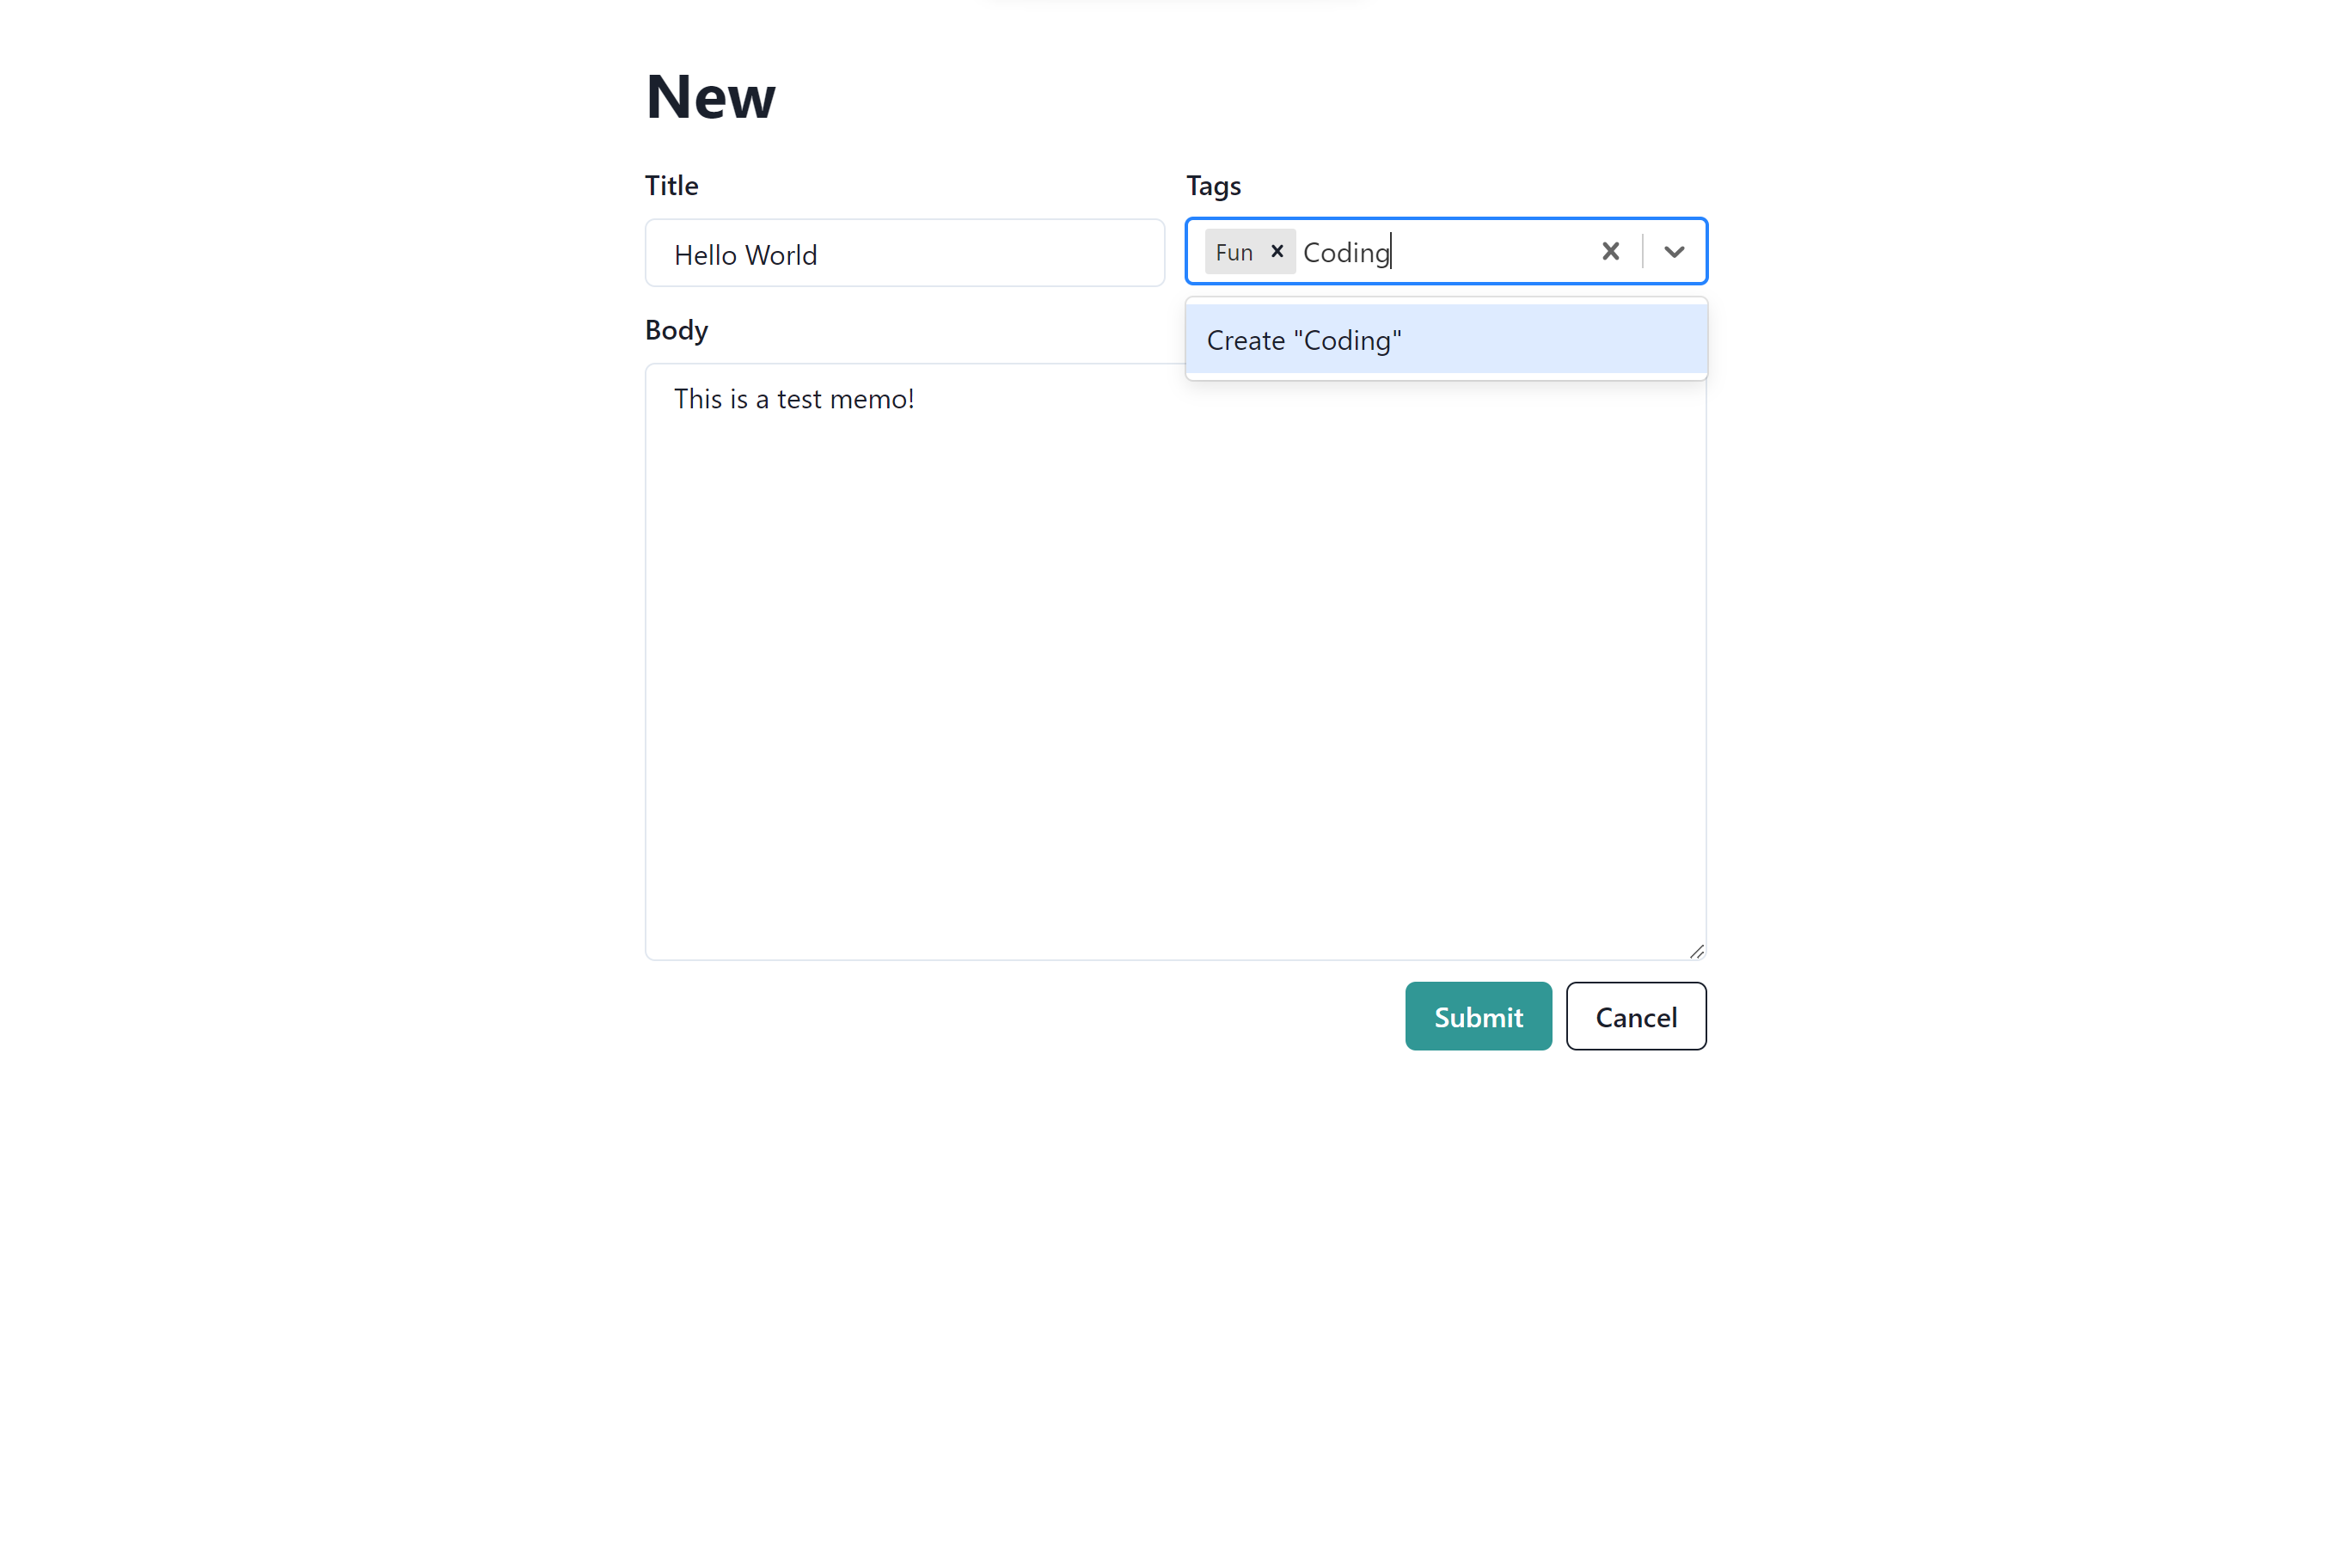 New
Title
Tags
Hello World
Fun Coding
Create "Coding"
Body
This is a test memo!
Submit
Cancel